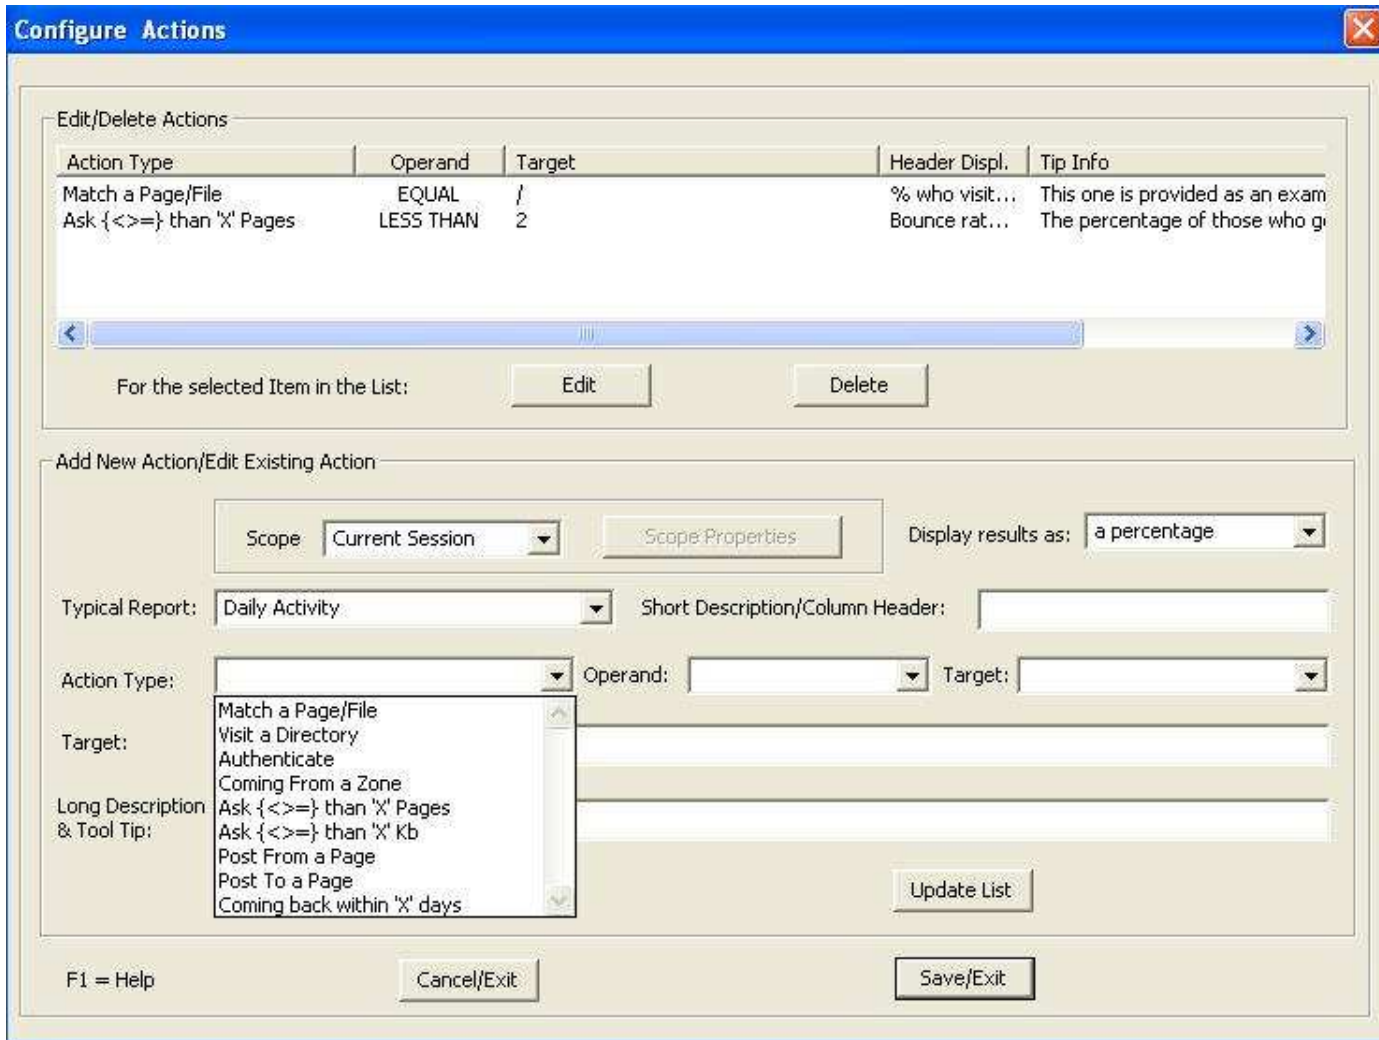 Configure Actions
Edit/Delete Actions
Action Type Operand Target Header Displ. Tip Info
Match a Page/File EQUAL / % who visit... This one is provided as an exam
Ask {<>=} than 'X' Pages LESS THAN 2 Bounce rat... The percentage of those who g
For the selected Item in the List: Edit Delete
Add New Action/Edit Existing Action
Scope Current Session Scope Properties Display results as: a percentage
Typical Report: Daily Activity Short Description/Column Header:
Action Type: Operand: Target:
Match a Page/File
Visit a Directory
Target:
Authenticate
Coming From a Zone
Long Description
& Tool Tip:
Ask {<>=} than 'X' Pages
Ask {<>=} than 'X' Kb
Post From a Page
Post To a Page
Coming back within 'X' days
Update List
F1 = Help Cancel/Exit Save/Exit